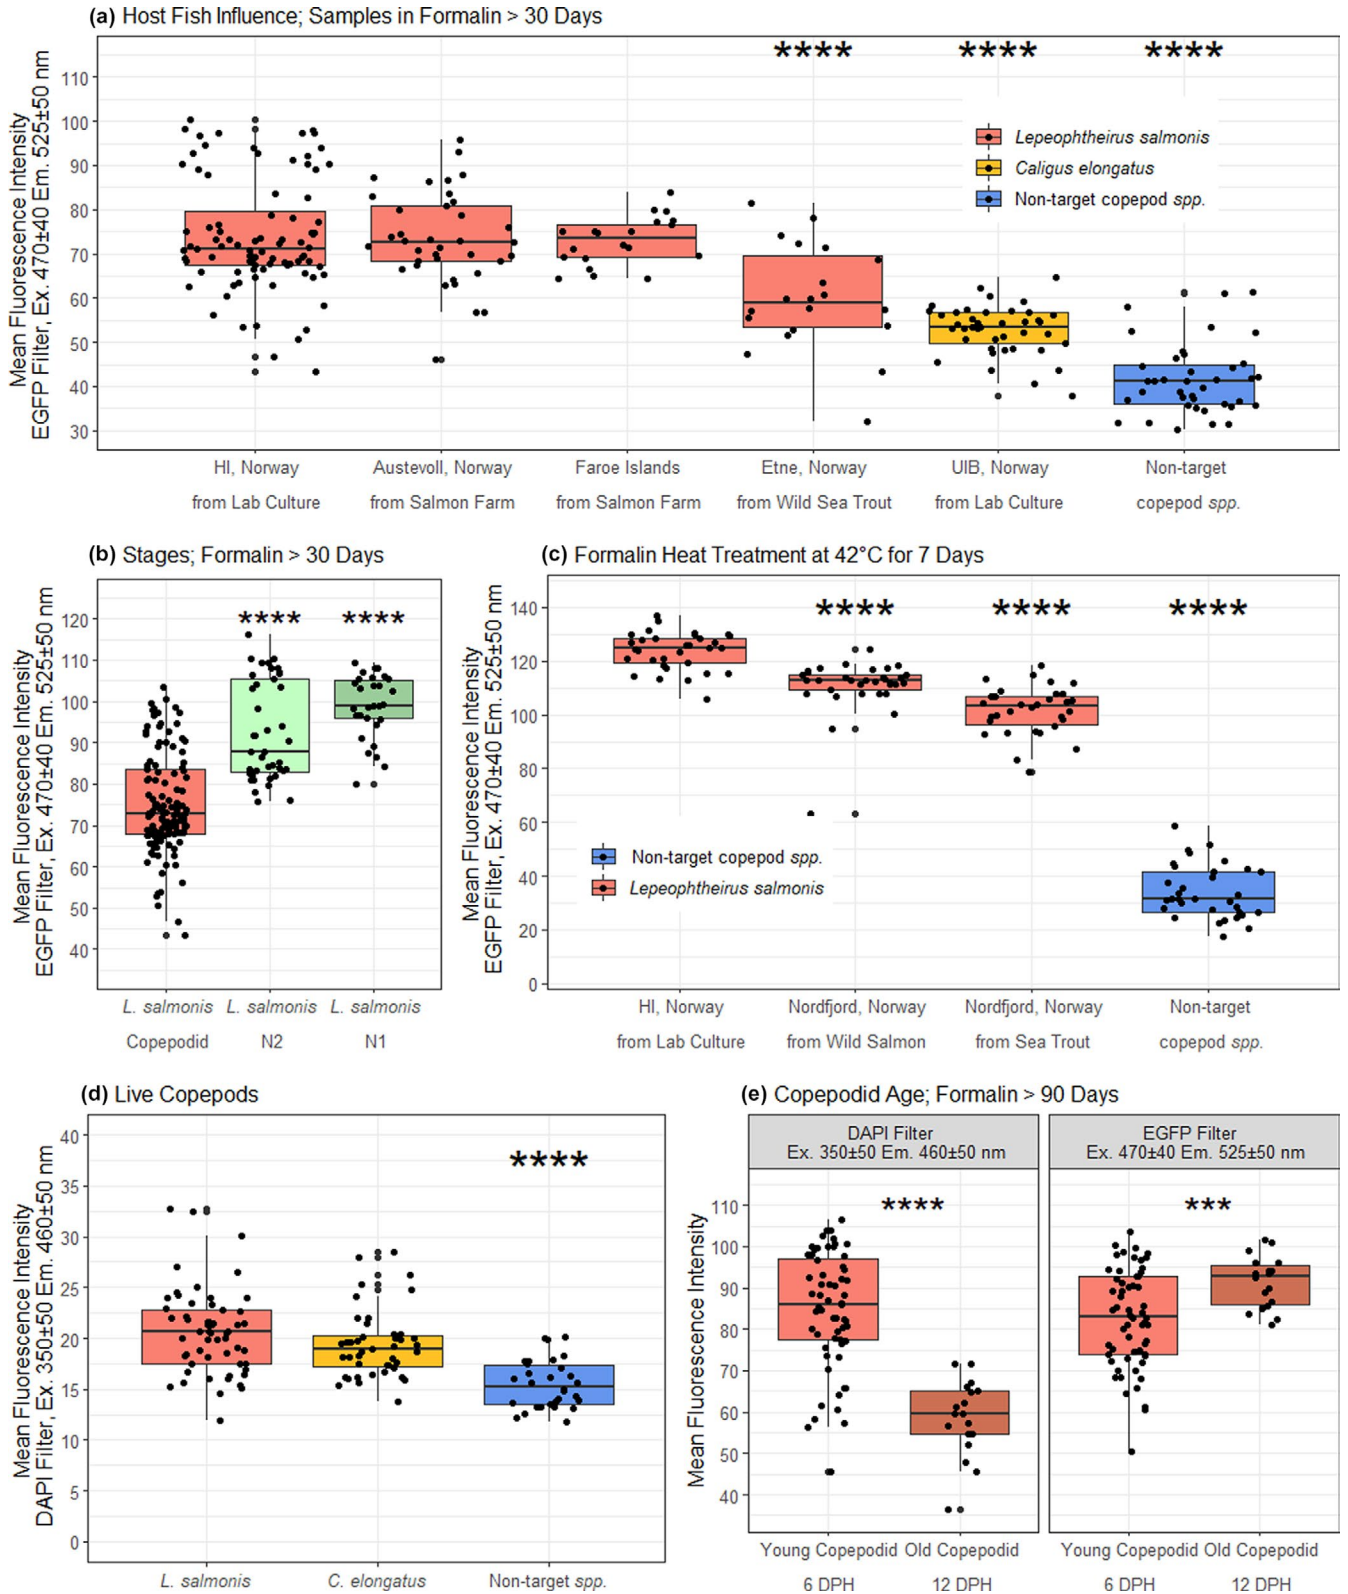 (a) Host Fish Influence; Samples in Formalin > 30 Days
Mean Fluorescence Intensity
EGFP Filter, Ex. 470±40 Em. 525±50 nm
110
100
90
80
70
60
50
40
30
****
****
****
Lepeophtheirus salmonis
Caligus elongatus
Non-target copepod spp.
HI, Norway
from Lab Culture
Austevoll, Norway
from Salmon Farm
Faroe Islands
from Salmon Farm
Etne, Norway
from Wild Sea Trout
UIB, Norway
from Lab Culture
Non-target
copepod spp.
(b) Stages; Formalin > 30 Days
Mean Fluorescence Intensity
EGFP Filter, Ex. 470±40 Em. 525±50 nm
120
110
100
90
80
70
60
50
40
****
****
L. salmonis
Copepodid
L. salmonis
N2
L. salmonis
N1
(c) Formalin Heat Treatment at 42°C for 7 Days
Mean Fluorescence Intensity
EGFP Filter, Ex. 470±40 Em. 525±50 nm
140
120
100
80
60
40
20
0
****
****
****
Non-target copepod spp.
Lepeophtheirus salmonis
HI, Norway
from Lab Culture
Nordfjord, Norway
from Wild Salmon
Nordfjord, Norway
from Sea Trout
Non-target
copepod spp.
(d) Live Copepods
Mean Fluorescence Intensity
DAPI Filter, Ex. 350±50 Em. 460±50 nm
40
35
30
25
20
15
10
5
0
****
L. salmonis
C. elongatus
Non-target spp.
(e) Copepodid Age; Formalin > 90 Days
DAPI Filter
Ex. 350±50 Em. 460±50 nm
EGFP Filter
Ex. 470±40 Em. 525±50 nm
Mean Fluorescence Intensity
110
100
90
80
70
60
50
40
****
***
Young Copepodid
6 DPH
Old Copepodid
12 DPH
Young Copepodid
6 DPH
Old Copepodid
12 DPH